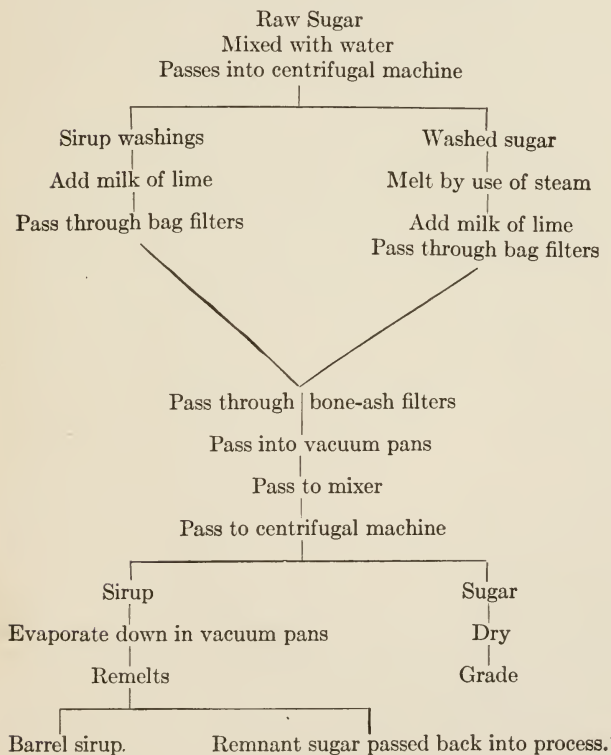 Raw Sugar
Mixed with water
Passes into centrifugal machine
Sirup washings
Washed sugar
Add milk of lime
Melt by use of steam
Pass through bag filters
Add milk of lime
Pass through bag filters
Pass through bone-ash filters
Pass into vacuum pans
Pass to mixer
Pass to centrifugal machine
Sirup
Sugar
Evaporate down in vacuum pans
Dry
Remelts
Grade
Barrel sirup.
Remnant sugar passed back into process.